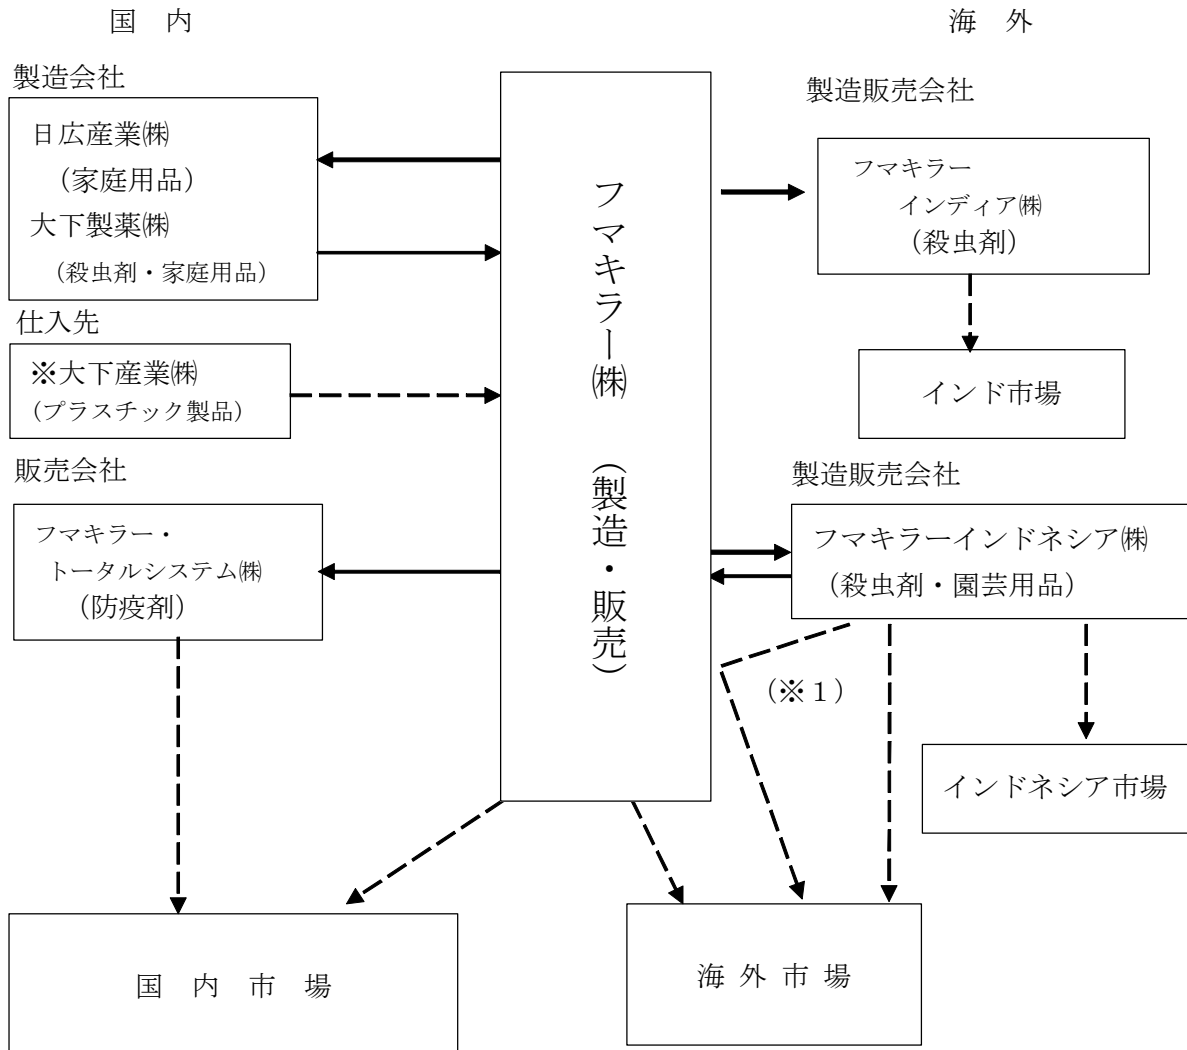 国 内
海 外
製造会社
日広産業㈱
（家庭用品）
大下製薬㈱
（殺虫剤・家庭用品）
仕入先
※大下産業㈱
（プラスチック製品）
販売会社
フマキラー・
トータルシステム㈱
（防疫剤）
フマキラー㈱ （製造・販売）
製造販売会社
フマキラー
インディア㈱
（殺虫剤）
インド市場
製造販売会社
フマキラーインドネシア㈱
（殺虫剤・園芸用品）
（※１）
インドネシア市場
国 内 市 場
海 外 市 場